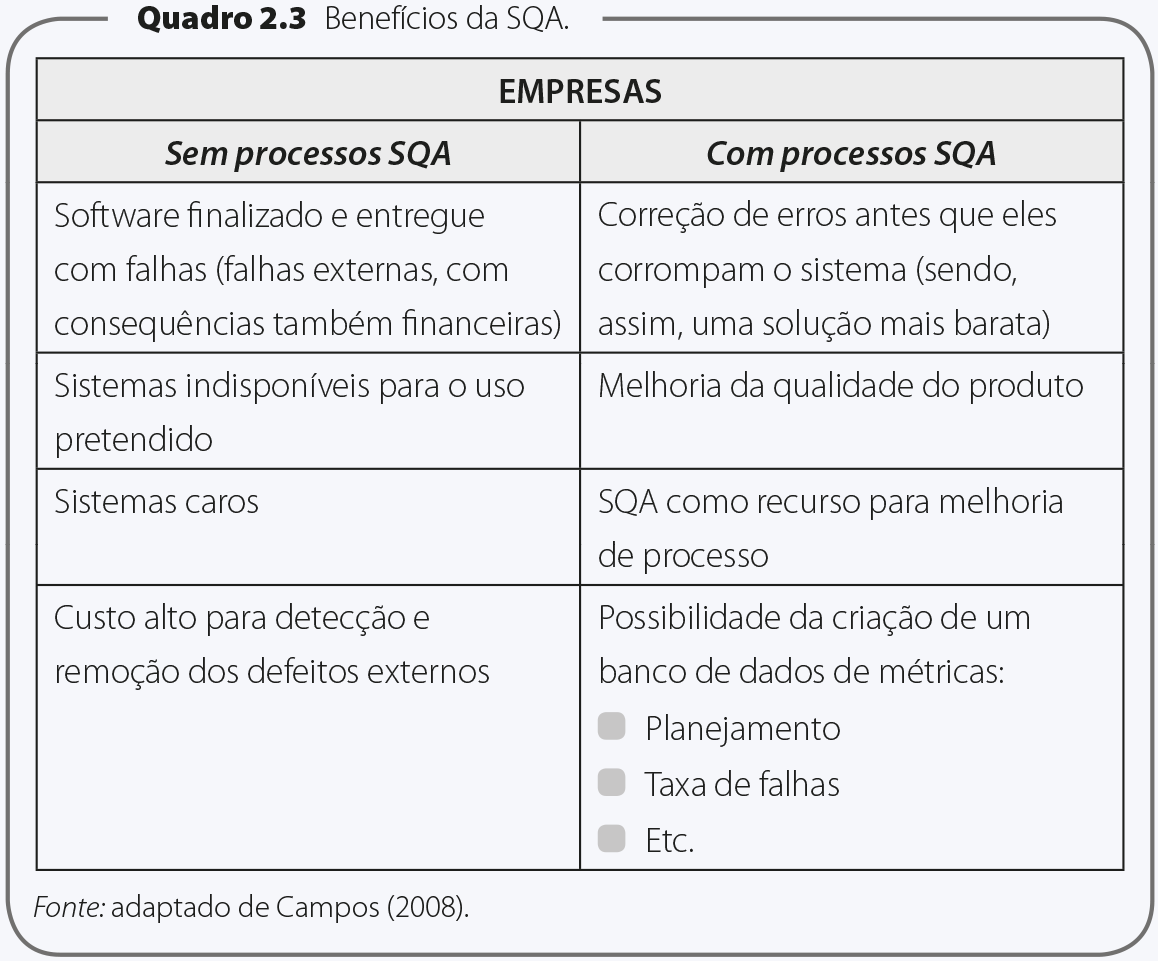 Quadro 2.3 Benefícios da SQA.
EMPRESAS
Sem processos SQA
Com processos SQA
Software finalizado e entregue
com falhas (falhas externas, com
consequências também financeiras)
Correção de erros antes que eles
corrompam o sistema (sendo,
assim, uma solução mais barata)
Sistemas indisponíveis para o uso
pretendido
Melhoria da qualidade do produto
Sistemas caros
SQA como recurso para melhoria
de processo
Custo alto para detecção e
remoção dos defeitos externos
Possibilidade da criação de um
banco de dados de métricas:
Planejamento
Taxa de falhas
Etc.
Fonte: adaptado de Campos (2008).